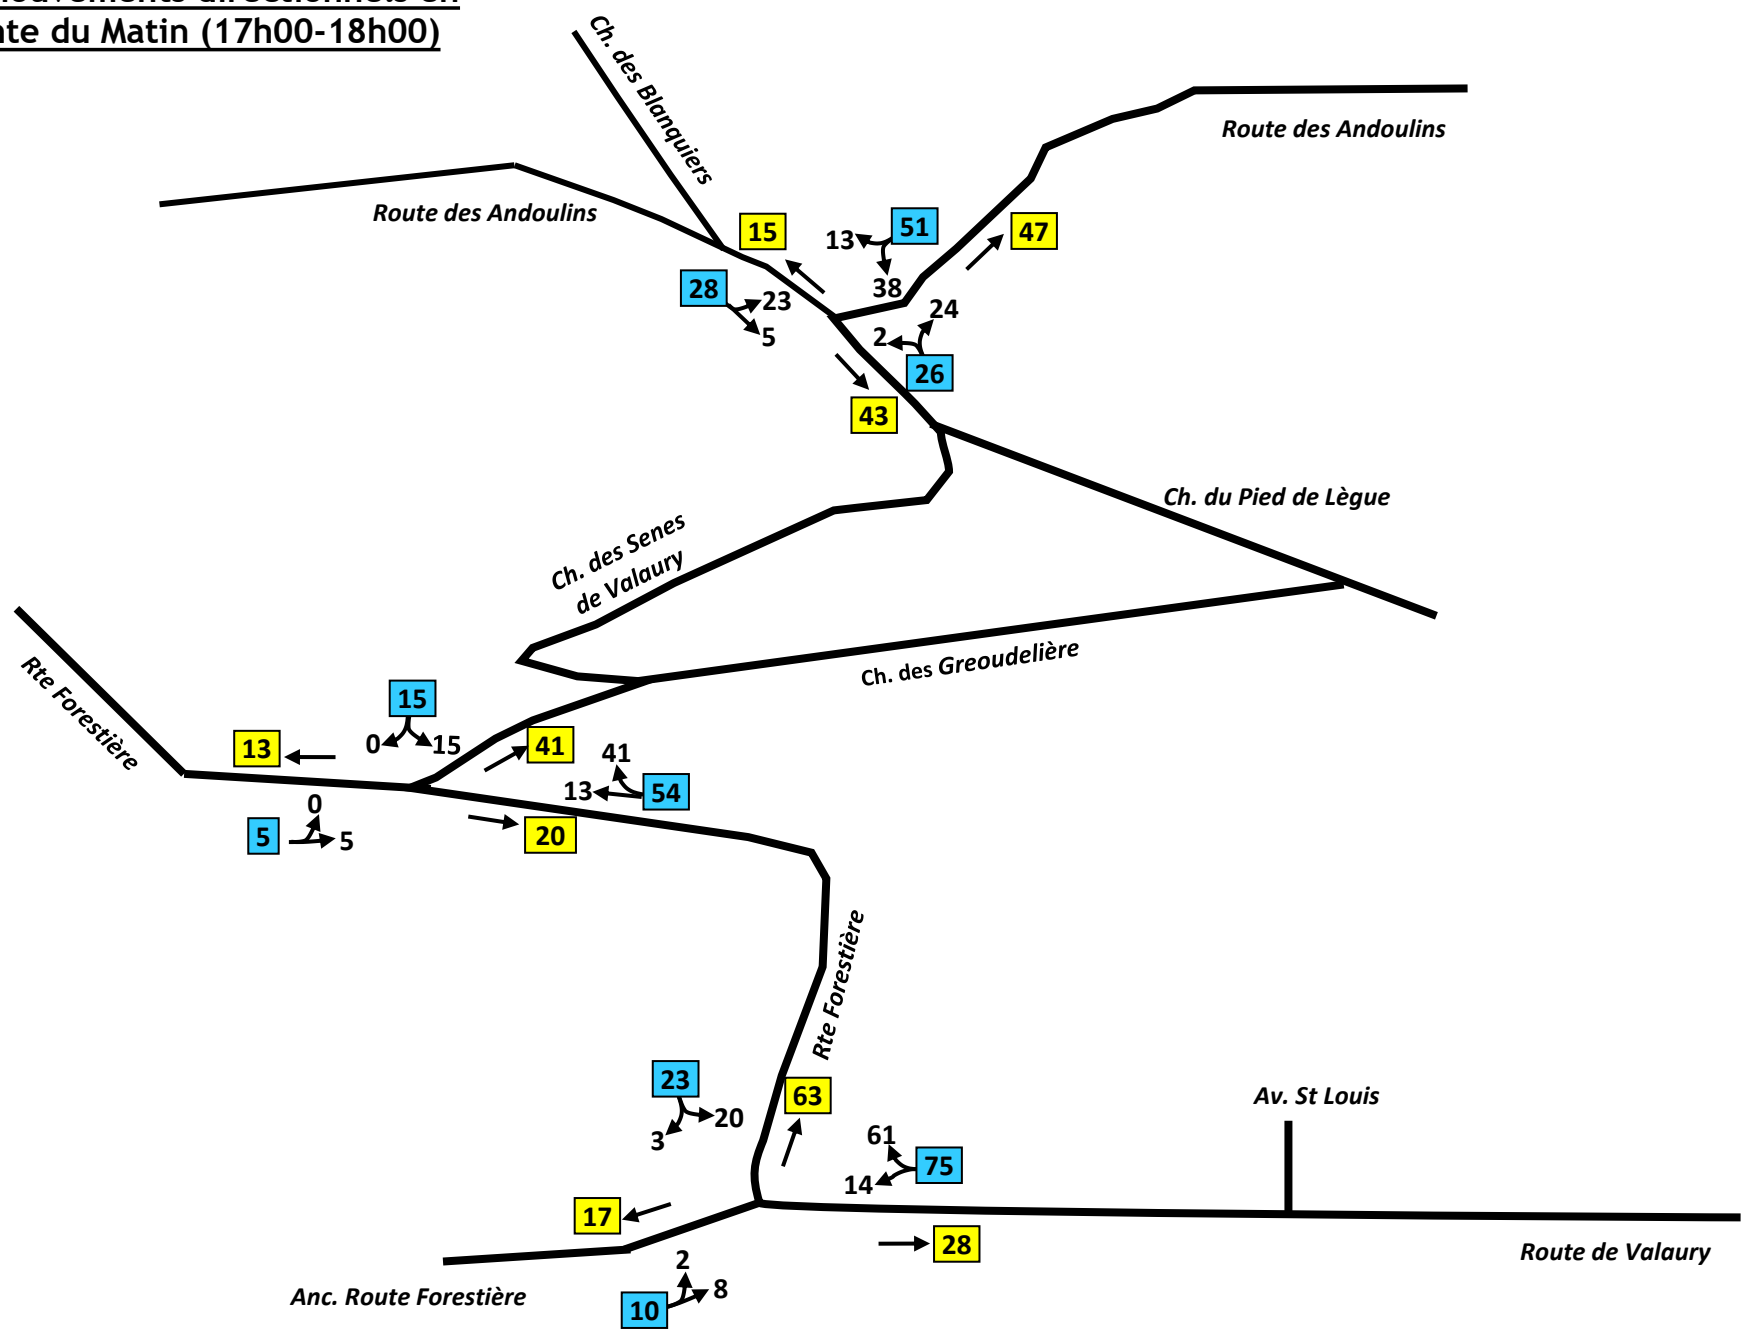 nte du Matin (17h00-18h00)
Ch. des Blanquiers
Route des Andoulins
Route des Andoulins
15
13
51
47
28
23
5
38
24
2
26
43
Ch. du Pied de Lègue
Ch. des Senes
de Valaury
Ch. des Greoudelière
Rte Forestière
15
0
15
13
41
41
13
54
0
5
5
20
Rte Forestière
23
20
3
63
61
75
14
Av. St Louis
17
28
Route de Valaury
2
8
10
Anc. Route Forestière